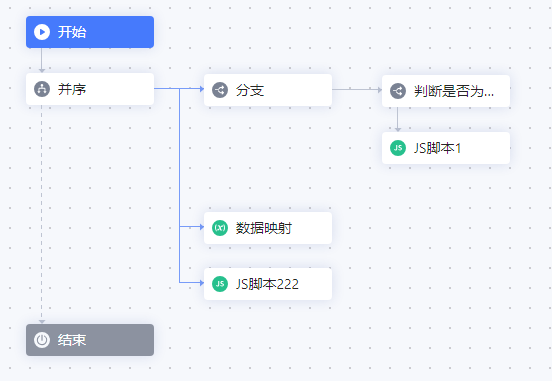 开始
并序
分支
判断是否为...
JS JS脚本1
(x) 数据映射
JS JS脚本222
结束